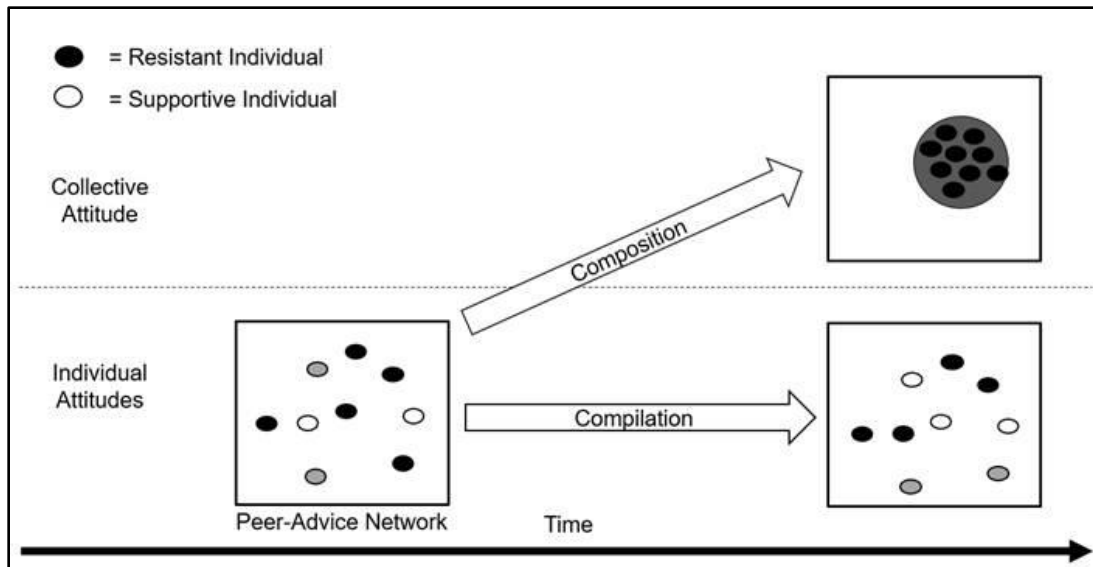 = Resistant Individual
= Supportive Individual
Collective
Attitude
Composition
Individual
Attitudes
Compilation
Peer-Advice Network
Time